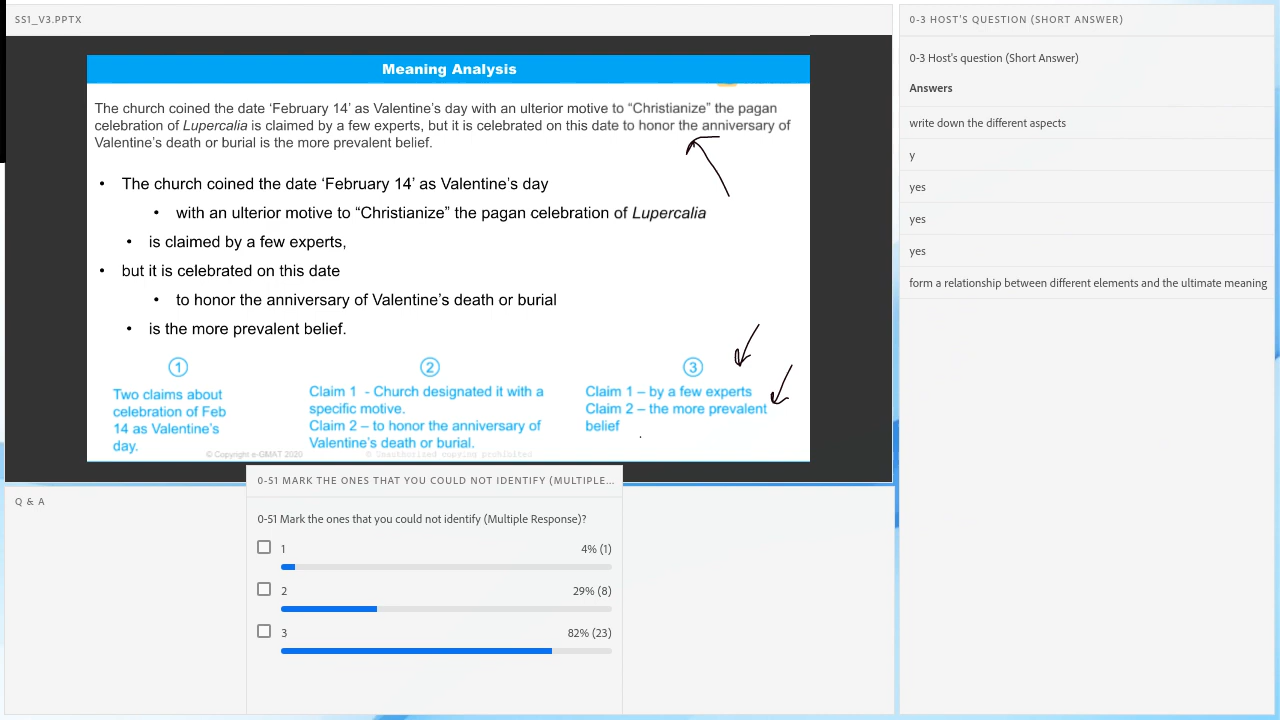 SS1_V3.PPTX
Meaning Analysis
The church coined the date ‘February 14’ as Valentine’s day with an ulterior motive to “Christianize” the pagan
celebration of Lupercalia is claimed by a few experts, but it is celebrated on this date to honor the anniversary of
Valentine’s death or burial is the more prevalent belief.
• The church coined the date ‘February 14’ as Valentine’s day
• with an ulterior motive to “Christianize” the pagan celebration of Lupercalia
• is claimed by a few experts,
• but it is celebrated on this date
• to honor the anniversary of Valentine’s death or burial
• is the more prevalent belief.
1
Two claims about
celebration of Feb
14 as Valentine’s
day.
2
Claim 1 - Church designated it with a
specific motive.
Claim 2 – to honor the anniversary of
Valentine’s death or burial.
3
Claim 1 – by a few experts
Claim 2 – the more prevalent
belief
© Copyright e-GMAT 2020
Q & A
0-51 MARK THE ONES THAT YOU COULD NOT IDENTIFY (MULTIPLE...
0-51 Mark the ones that you could not identify (Multiple Response)?
1 4% (1)
2 29% (8)
3 82% (23)
0-3 HOST'S QUESTION (SHORT ANSWER)
0-3 Host's question (Short Answer)
Answers
write down the different aspects
y
yes
yes
yes
form a relationship between different elements and the ultimate meaning